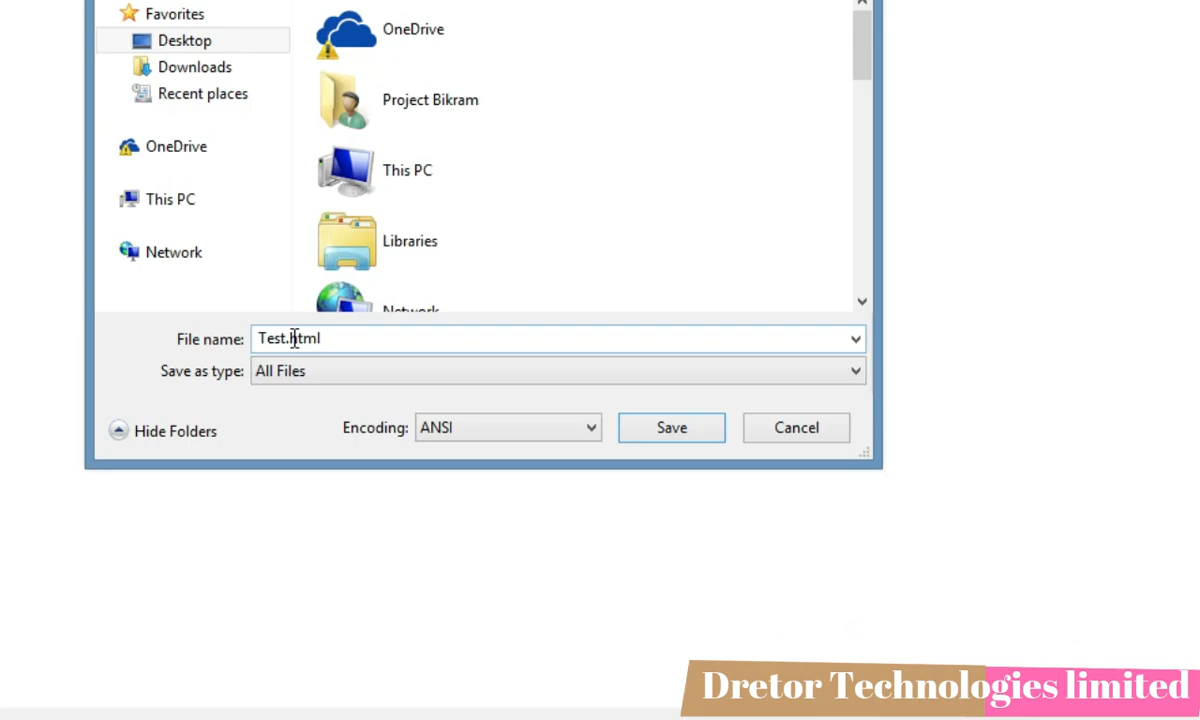 Favorites
Desktop
Downloads
Recent places
OneDrive
This PC
Network
OneDrive
Project Bikram
This PC
Libraries
Network
File name: Test.html
Save as type: All Files
Hide Folders Encoding: ANSI Save Cancel
Dretor Technologies limited